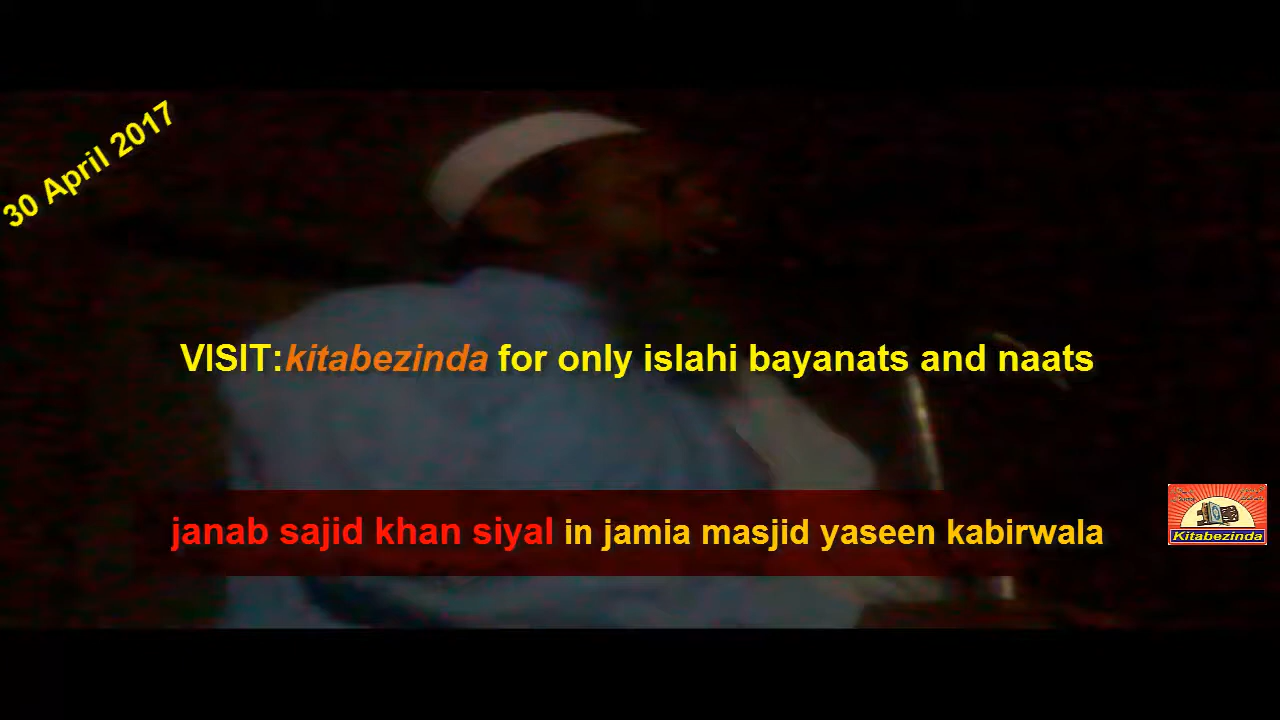 30 April 2017
VISIT:kitabezinda for only islahi bayanats and naats
janab sajid khan siyal in jamia masjid yaseen kabirwala
Kitabezinda